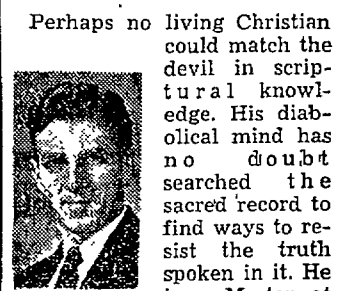 Perhaps no living Christian
could match the
devil in scrip-
tural knowl-
edge. His diab-
olical mind has
no doubt
searched the
sacred record to
find ways to re-
sist the truth
spoken in it. He